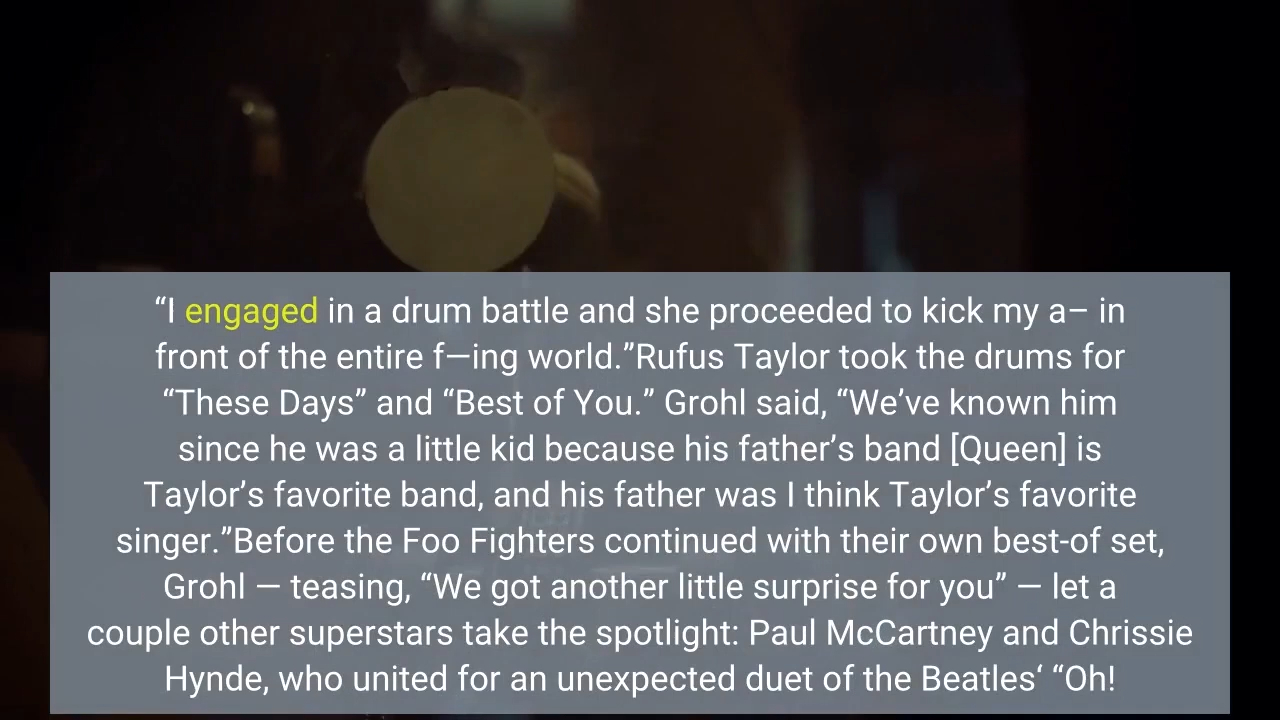 “I engaged in a drum battle and she proceeded to kick my a– in
front of the entire f—ing world.”Rufus Taylor took the drums for
“These Days” and “Best of You.” Grohl said, “We’ve known him
since he was a little kid because his father’s band [Queen] is
Taylor’s favorite band, and his father was I think Taylor’s favorite
singer.”Before the Foo Fighters continued with their own best-of set,
Grohl — teasing, “We got another little surprise for you” — let a
couple other superstars take the spotlight: Paul McCartney and Chrissie
Hynde, who united for an unexpected duet of the Beatles‘ “Oh!